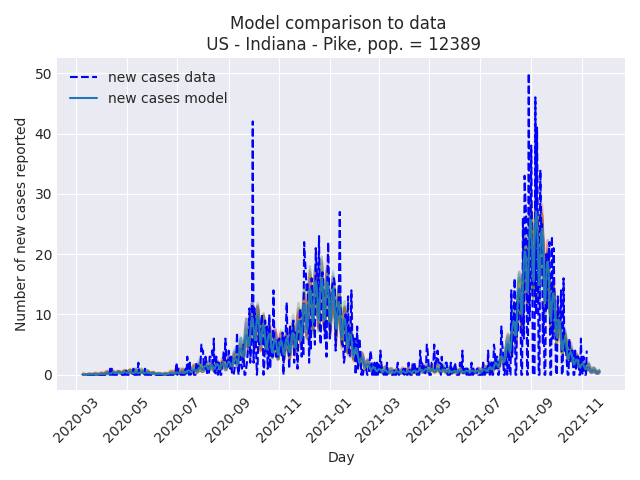 Model comparison to data
US - Indiana - Pike, pop. = 12389
new cases data
new cases model
Number of new cases reported
50
40
30
20
10
0
2020-03
2020-05
2020-07
2020-09
2020-11
2021-01
2021-03
2021-05
2021-07
2021-09
2021-11
Day